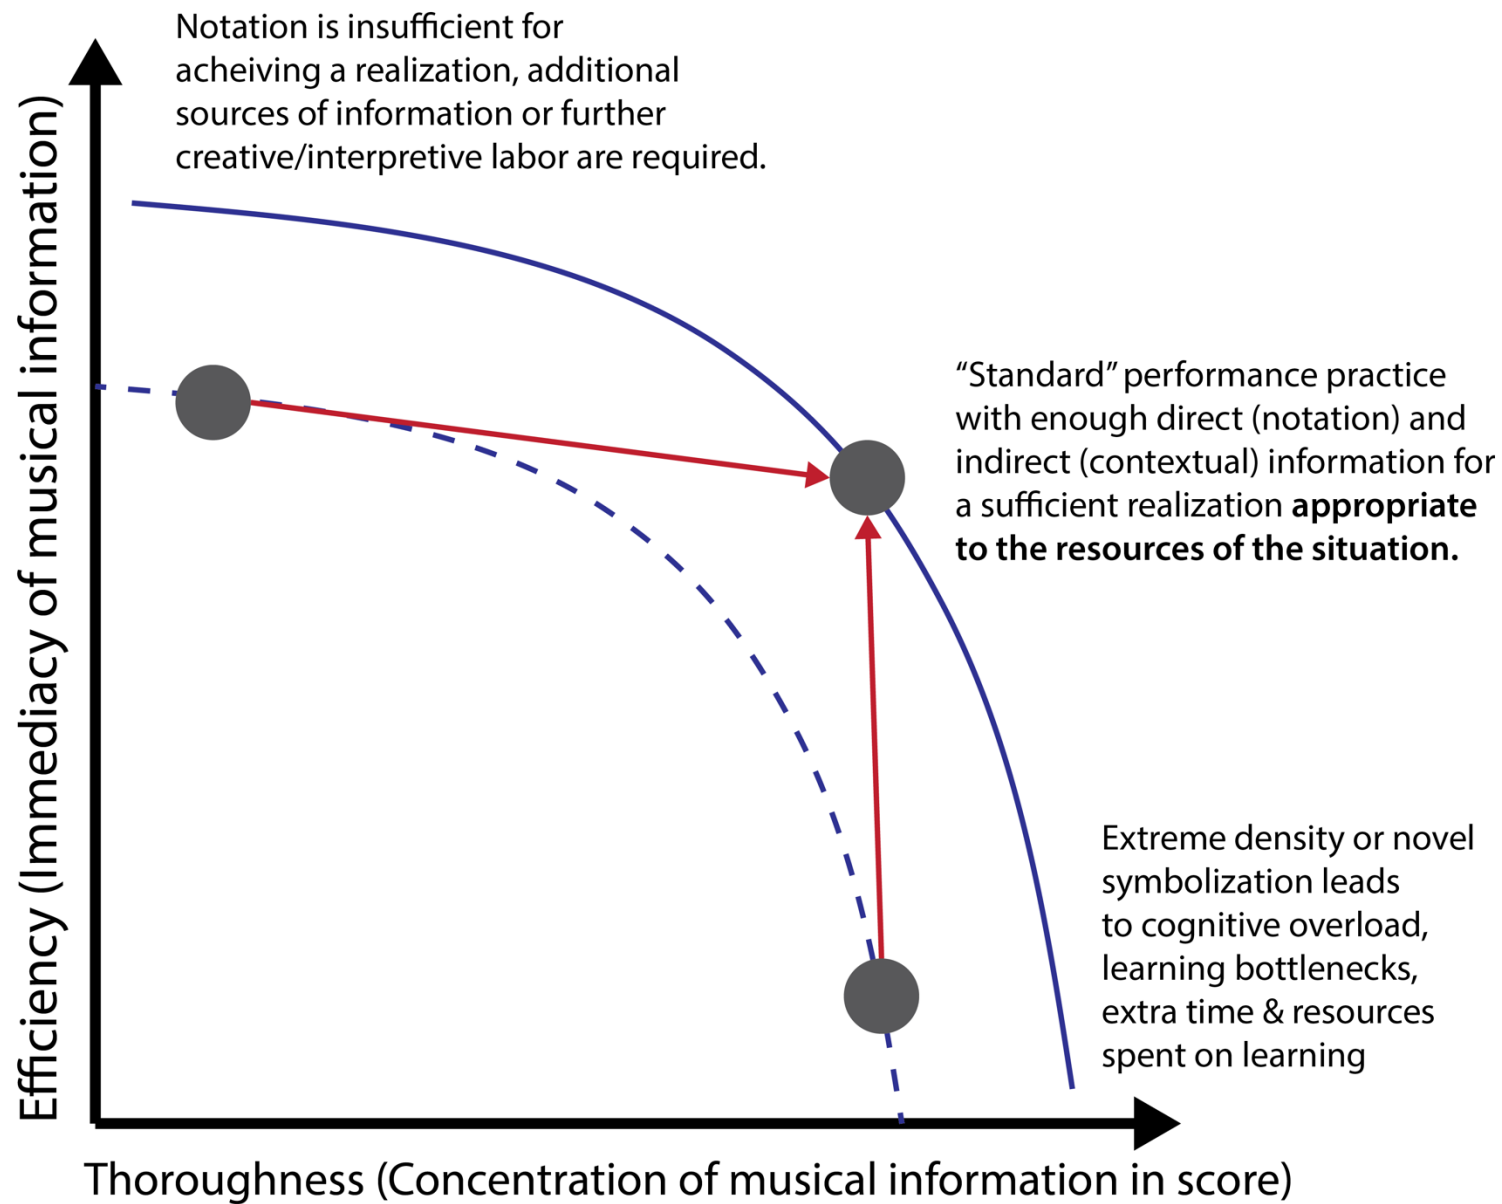 Notation is insufficient for
acheiving a realization, additional
sources of information or further
creative/interpretive labor are required.
Efficiency (Immediacy of musical information)
“Standard” performance practice
with enough direct (notation) and
indirect (contextual) information for
a sufficient realization appropriate
to the resources of the situation.
Extreme density or novel
symbolization leads
to cognitive overload,
learning bottlenecks,
extra time & resources
spent on learning
Thoroughness (Concentration of musical information in score)